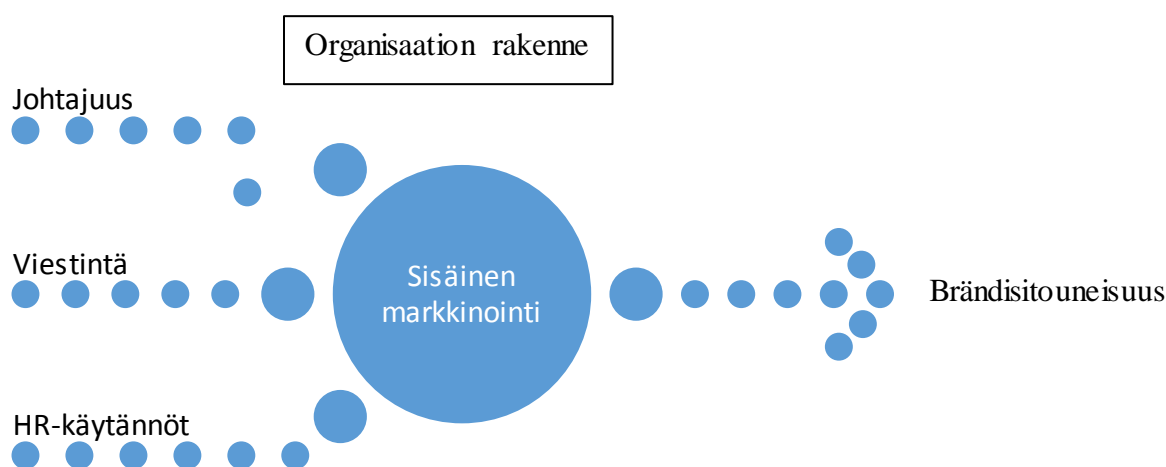 Organisaation rakenne
Johtajuus
Viestintä
Sisäinen
markkinointi
Brändisitouneisuus
HR-käytännöt